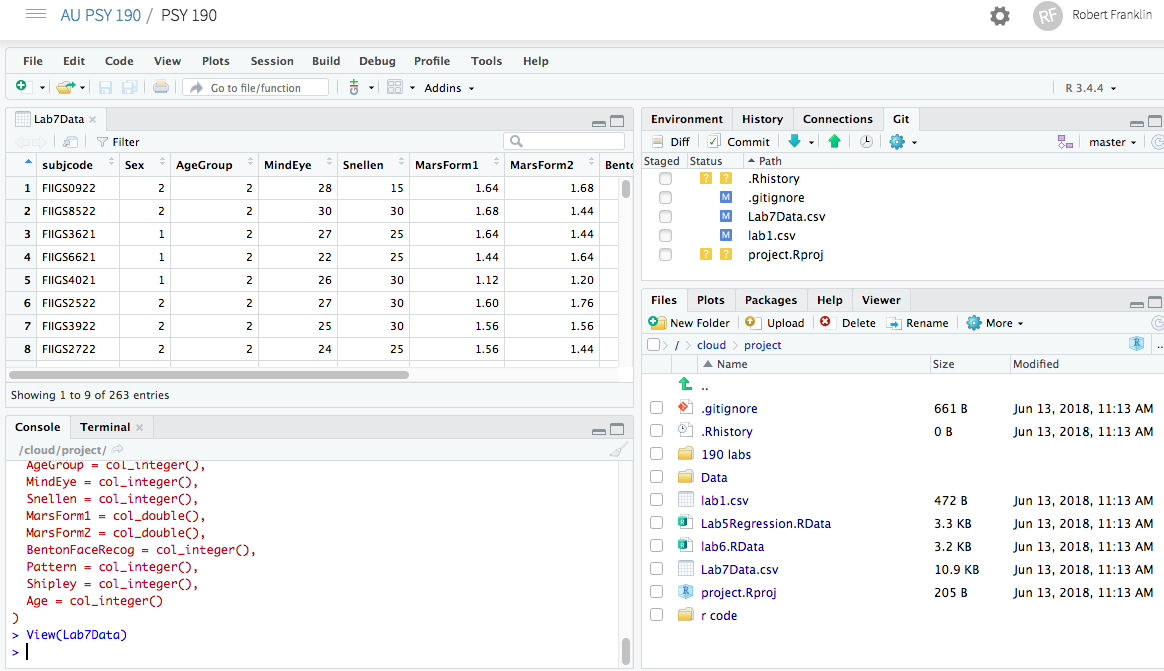 AU PSY 190 / PSY 190
RF Robert Franklin
File Edit Code View Plots Session Build Debug Profile Tools Help
Go to file/function Addins R 3.4.4
Lab7Data
Filter
subjcode Sex AgeGroup MindEye Snellen MarsForm1 MarsForm2 Bento
1 FIIGS0922 2 2 28 15 1.64 1.68
2 FIIGS8522 2 2 30 30 1.68 1.44
3 FIIGS3621 1 2 27 25 1.64 1.44
4 FIIGS6621 1 2 22 25 1.44 1.64
5 FIIGS4021 1 2 26 30 1.12 1.20
6 FIIGS2522 2 2 27 30 1.60 1.76
7 FIIGS3922 2 2 25 30 1.56 1.56
8 FIIGS2722 2 2 24 25 1.56 1.44
Showing 1 to 9 of 263 entries
Console Terminal
/cloud/project/
AgeGroup = col_integer(),
MindEye = col_integer(),
Snellen = col_integer(),
MarsForm1 = col_double(),
MarsForm2 = col_double(),
BentonFaceRecog = col_integer(),
Pattern = col_integer(),
Shipley = col_integer(),
Age = col_integer()
)
> View(Lab7Data)
>
Environment History Connections Git
Diff Commit master
Staged Status Path
? ? .Rhistory
M .gitignore
M Lab7Data.csv
M lab1.csv
? ? project.Rproj
Files Plots Packages Help Viewer
New Folder Upload Delete Rename More
/ cloud project R ..
Name Size Modified
..
.gitignore 661 B Jun 13, 2018, 11:13 AM
.Rhistory 0 B Jun 13, 2018, 11:13 AM
190 labs
Data
lab1.csv 472 B Jun 13, 2018, 11:13 AM
Lab5Regression.RData 3.3 KB Jun 13, 2018, 11:13 AM
lab6.RData 3.2 KB Jun 13, 2018, 11:13 AM
Lab7Data.csv 10.9 KB Jun 13, 2018, 11:13 AM
project.Rproj 205 B Jun 13, 2018, 11:13 AM
r code